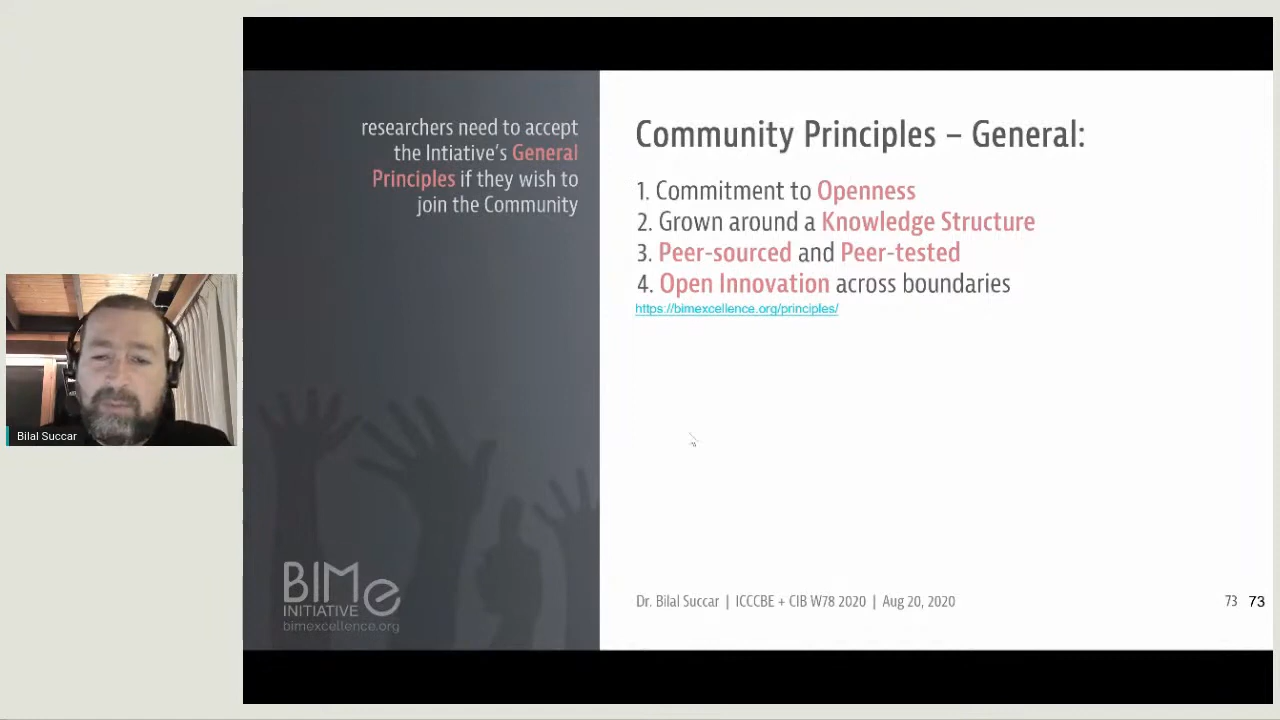 researchers need to accept
the Intiative's General
Principles if they wish to
join the Community
Community Principles – General:
1. Commitment to Openness
2. Grown around a Knowledge Structure
3. Peer-sourced and Peer-tested
4. Open Innovation across boundaries
https://bimexcellence.org/principles/
Bilal Succar
BIMe
INITIATIVE
bimexcellence.org
Dr. Bilal Succar | ICCCBE + CIB W78 2020 | Aug 20, 2020
73 73